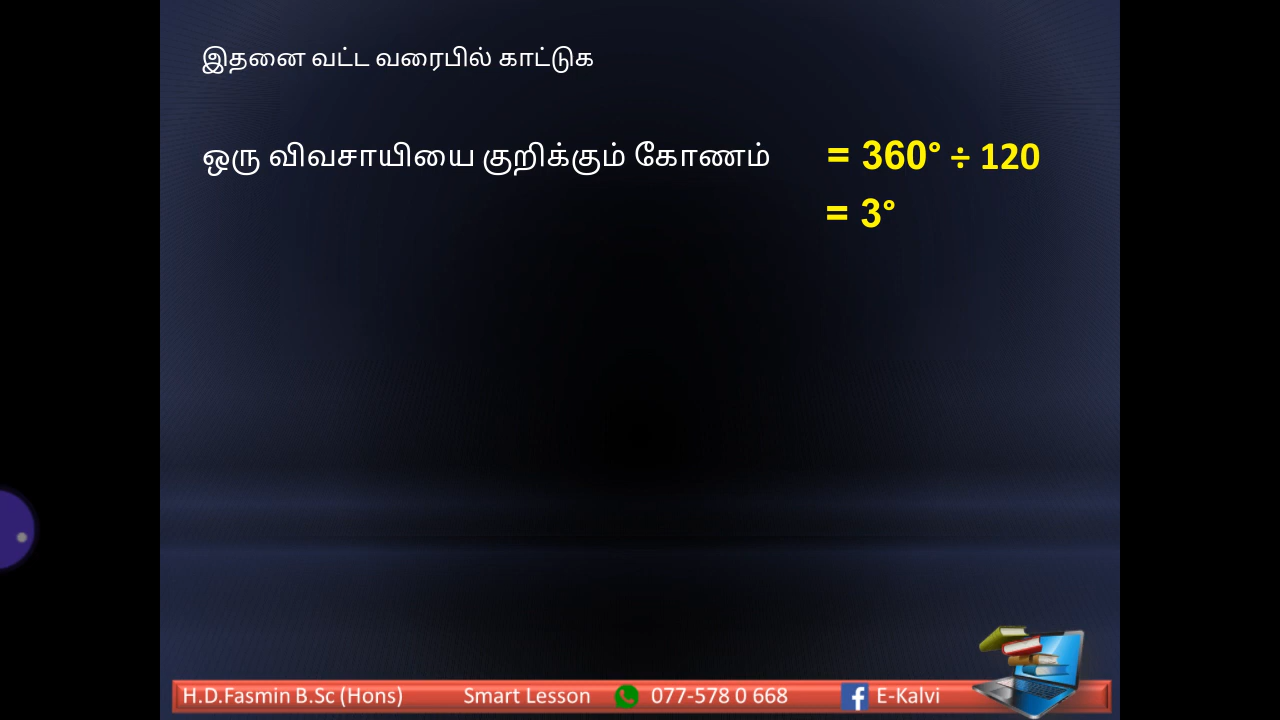 இதனை வட்ட வரைபில் காட்டுக
ஒரு விவசாயியை குறிக்கும் கோணம் = 360° ÷ 120
= 3°
H.D.Fasmin B.Sc (Hons) Smart Lesson 077-578 0 668 E-Kalvi